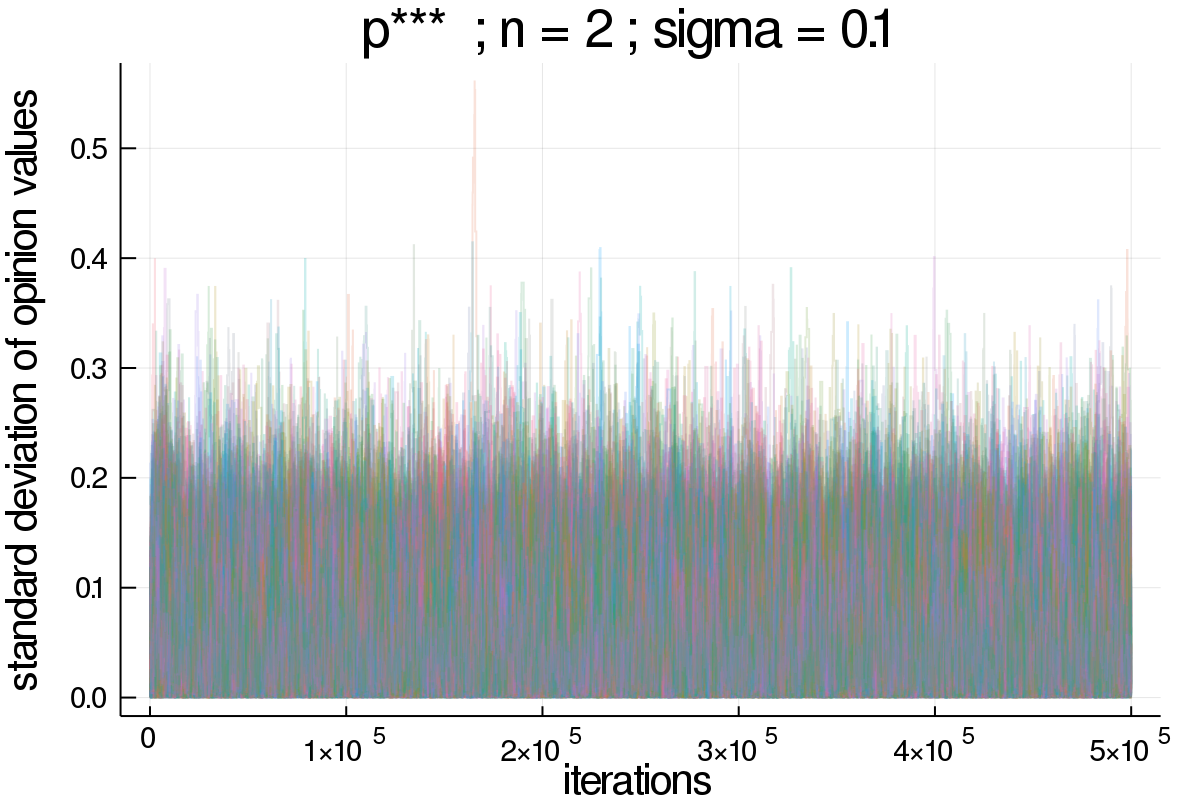 p*** ; n = 2 ; sigma = 0.1
standard deviation of opinion values
0.5
0.4
0.3
0.2
0.1
0.0
0 1×10 5 2×10 5 3×10 5 4×10 5 5×10 5
iterations